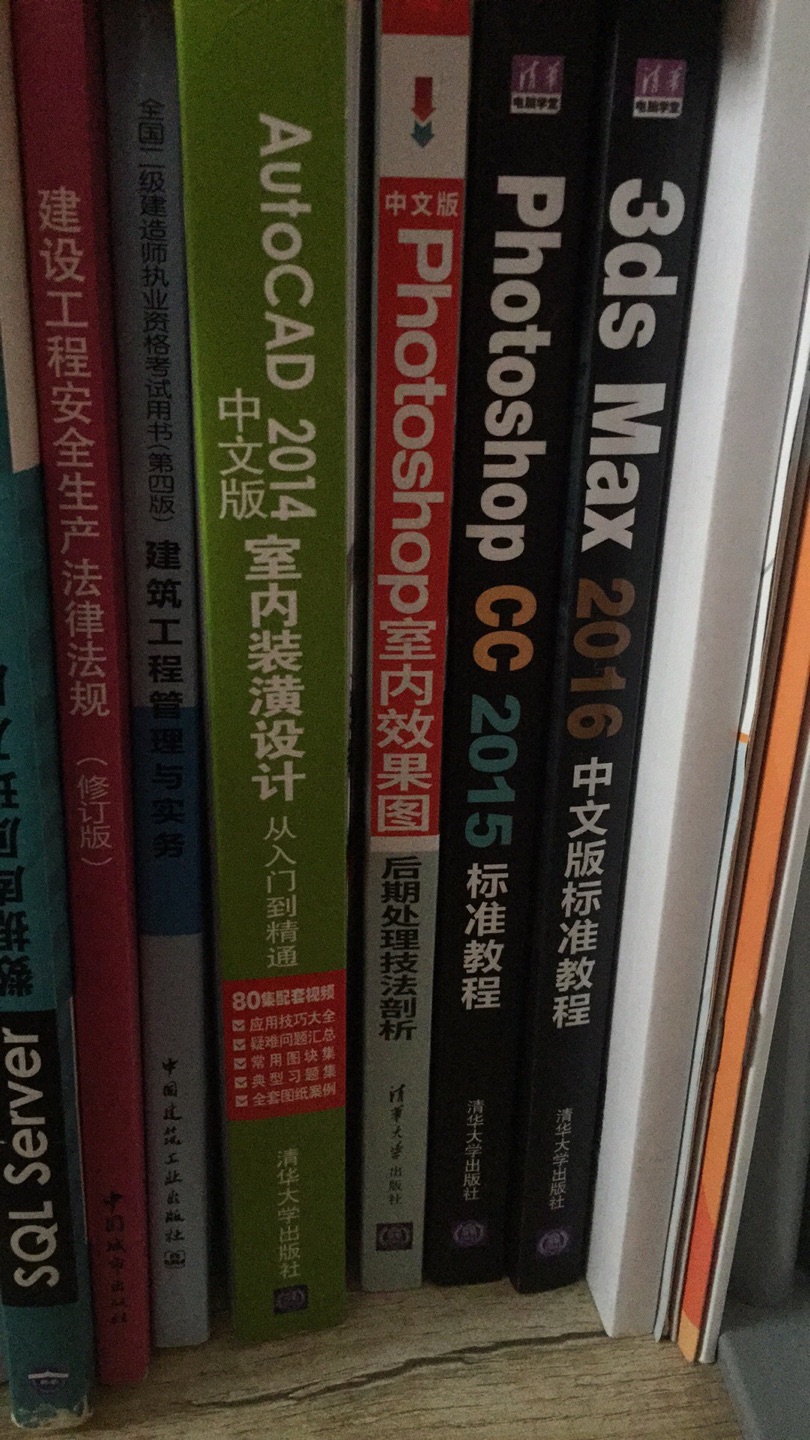 SQL Server
建设工程安全生产法律法规
(修订版)
中国城市出版社
全国二级建造师执业资格考试用书(第四版)
建筑工程管理与实务
中国建筑工业出版社
AutoCAD 2014
中文版
室内装潢设计
从入门到精通
80集配套视频
应用技巧大全
疑难问题汇总
常用图块集
典型习题集
全套图纸案例
清华大学出版社
中文版
Photoshop室内效果图
后期处理技法剖析
清华大学出版社
清华
电脑学堂
Photoshop CC 2015
标准教程
清华大学出版社
清华
电脑学堂
3ds Max 2016
中文版标准教程
清华大学出版社